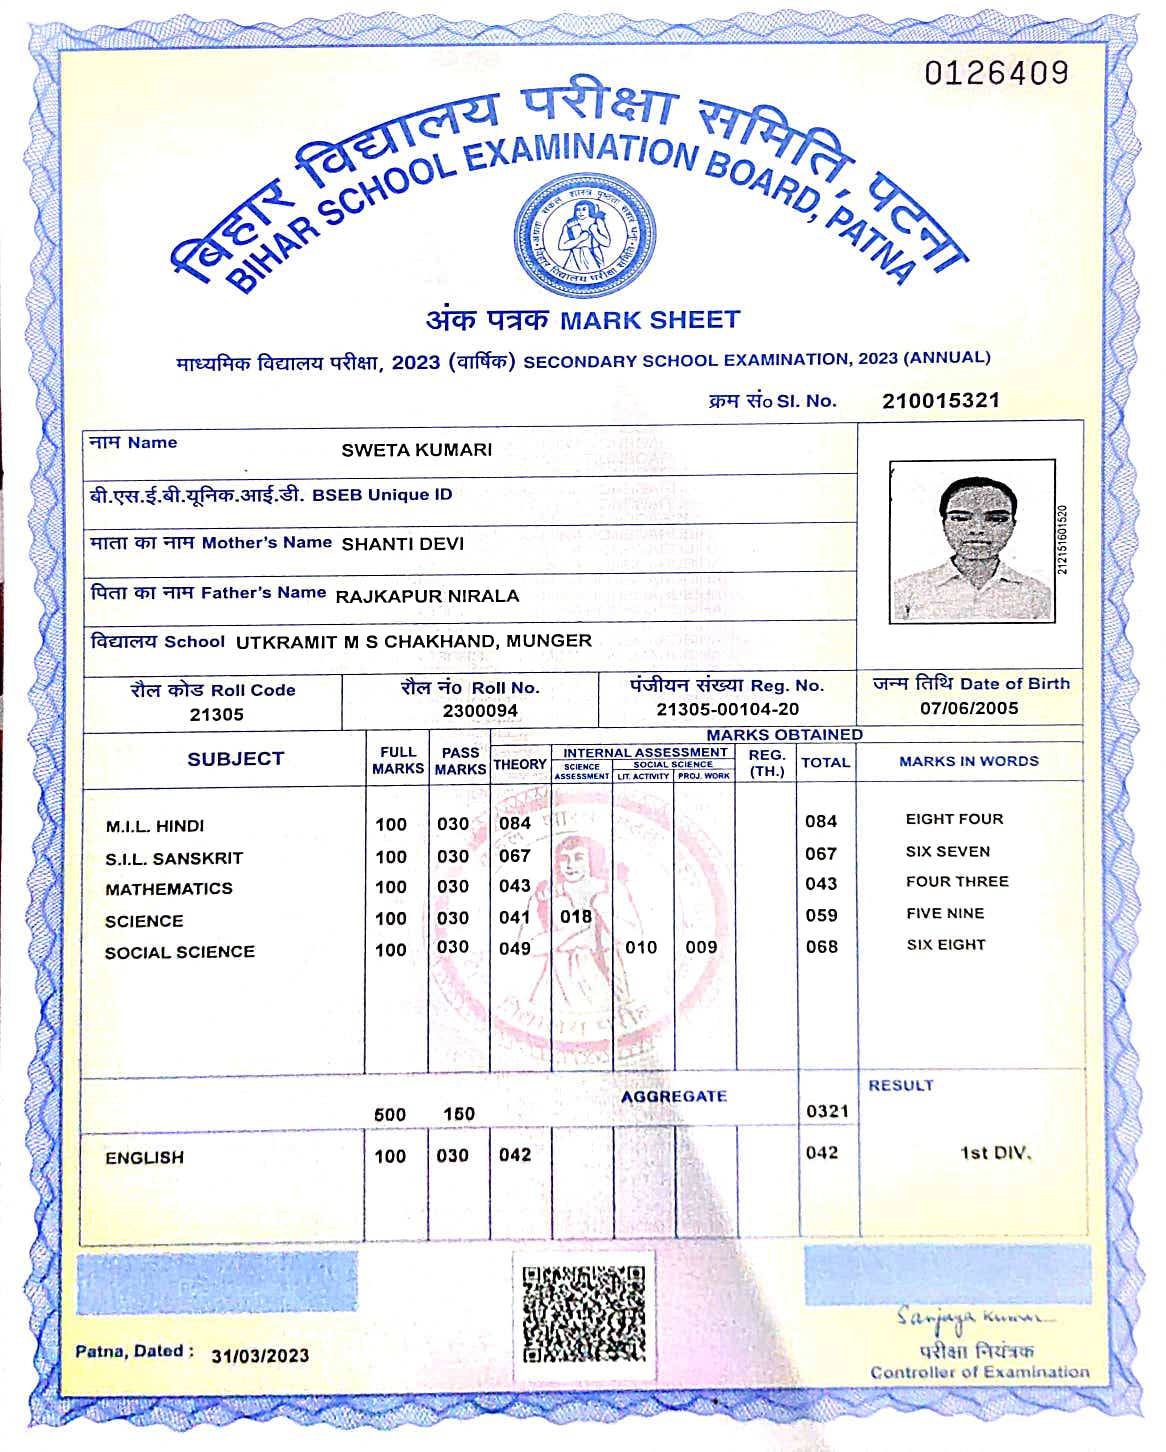 0126409
बिहार विद्यालय परीक्षा समिति, पटना
BIHAR SCHOOL EXAMINATION BOARD, PATNA
अंक पत्रक MARK SHEET
माध्यमिक विद्यालय परीक्षा, 2023 (वार्षिक) SECONDARY SCHOOL EXAMINATION, 2023 (ANNUAL)
क्रम सं० Sl. No. 210015321
नाम Name SWETA KUMARI
बी.एस.ई.बी.यूनिक.आई.डी. BSEB Unique ID
माता का नाम Mother's Name SHANTI DEVI
पिता का नाम Father's Name RAJKAPUR NIRALA
विद्यालय School UTKRAMIT M S CHAKHAND, MUNGER
212151601520
रौल कोड Roll Code रौल नं० Roll No. पंजीयन संख्या Reg. No. जन्म तिथि Date of Birth
21305 2300094 21305-00104-20 07/06/2005
SUBJECT FULL MARKS PASS MARKS MARKS OBTAINED
THEORY INTERNAL ASSESSMENT REG. (TH.) TOTAL MARKS IN WORDS
SCIENCE ASSESSMENT SOCIAL SCIENCE
LIT. ACTIVITY PROJ. WORK
M.I.L. HINDI 100 030 084 084 EIGHT FOUR
S.I.L. SANSKRIT 100 030 067 067 SIX SEVEN
MATHEMATICS 100 030 043 043 FOUR THREE
SCIENCE 100 030 041 018 059 FIVE NINE
SOCIAL SCIENCE 100 030 049 010 009 068 SIX EIGHT
RESULT
500 150 AGGREGATE 0321
ENGLISH 100 030 042 042 1st DIV.
Sanjaya Kumar
Patna, Dated : 31/03/2023
परीक्षा नियंत्रक
Controller of Examination